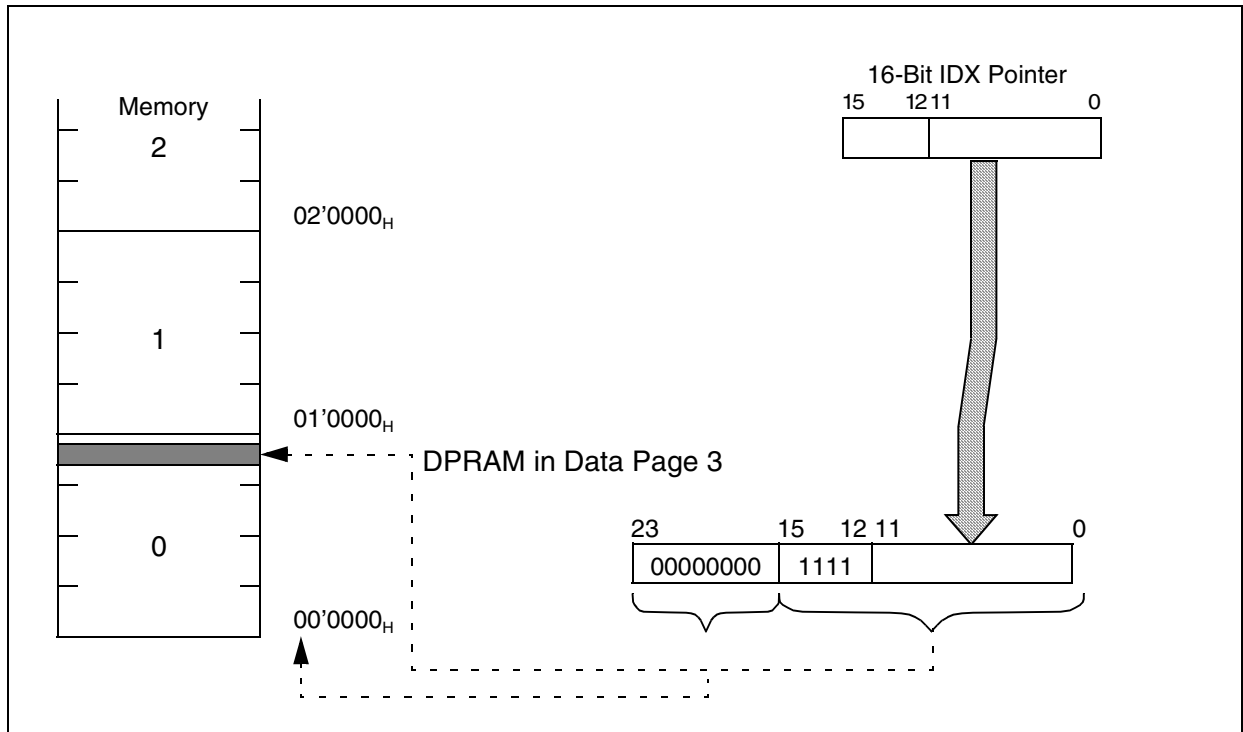 16-Bit IDX Pointer
15 12 11 0
Memory
2
02'0000H
1
01'0000H
DPRAM in Data Page 3
23 15 12 11 0
00000000 1111
0
00'0000H